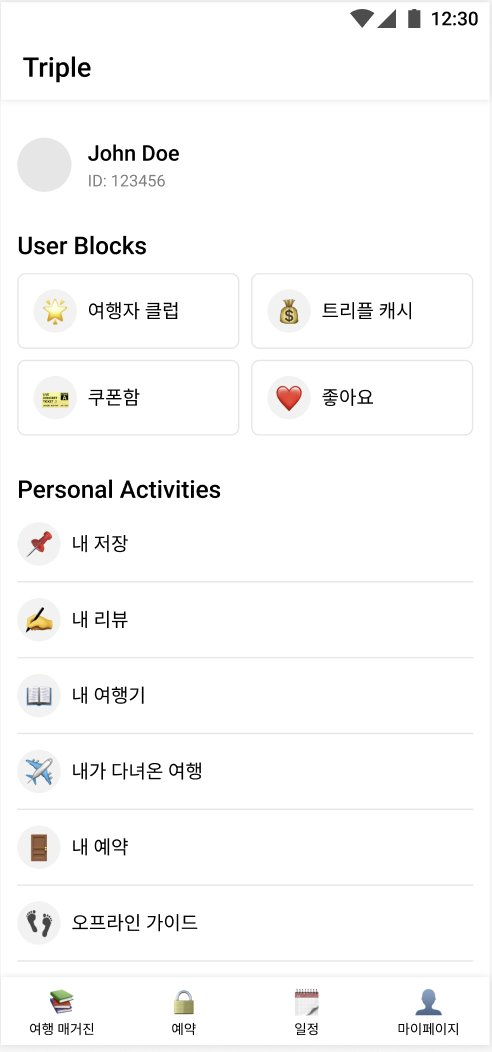 12:30
Triple
John Doe
ID: 123456
User Blocks
여행자 클럽
트리플 캐시
쿠폰함
좋아요
Personal Activities
내 저장
내 리뷰
내 여행기
내가 다녀온 여행
내 예약
오프라인 가이드
여행 매거진
예약
일정
마이페이지